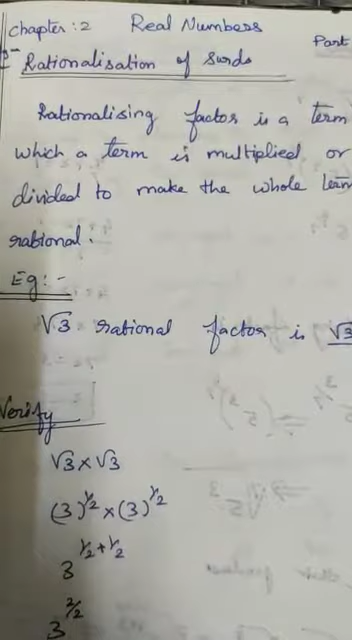 Chapter: 2 Real Numbers
Part
Rationalisation of Surds
Rationalising factor is a term
which a term is multiplied or
divided to make the whole term
rational.
Eg:-
√3 rational factor is √3
Verify
√3 × √3
(3)^1/2 × (3)^1/2
3^1/2+1/2
3^2/2